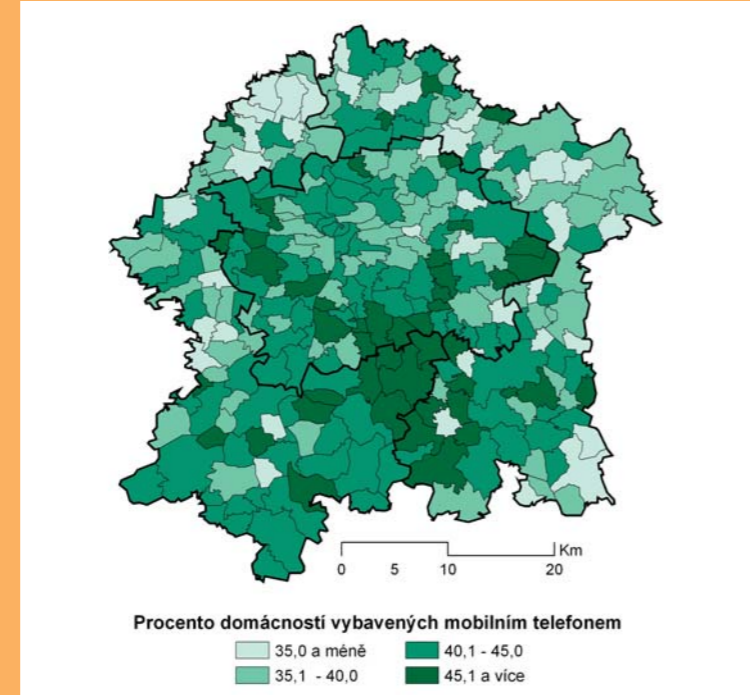 Km
0 5 10 20
Procento domácností vybavených mobilním telefonem
35,0 a méně 40,1 - 45,0
35,1 - 40,0 45,1 a více